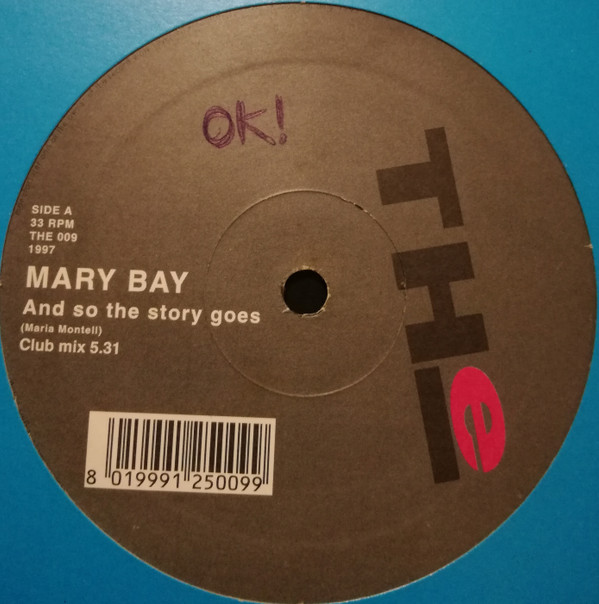 OK!
THe
SIDE A
33 RPM
THE 009
1997
MARY BAY
And so the story goes
(Maria Montell)
Club mix 5.31
8 019991 250099